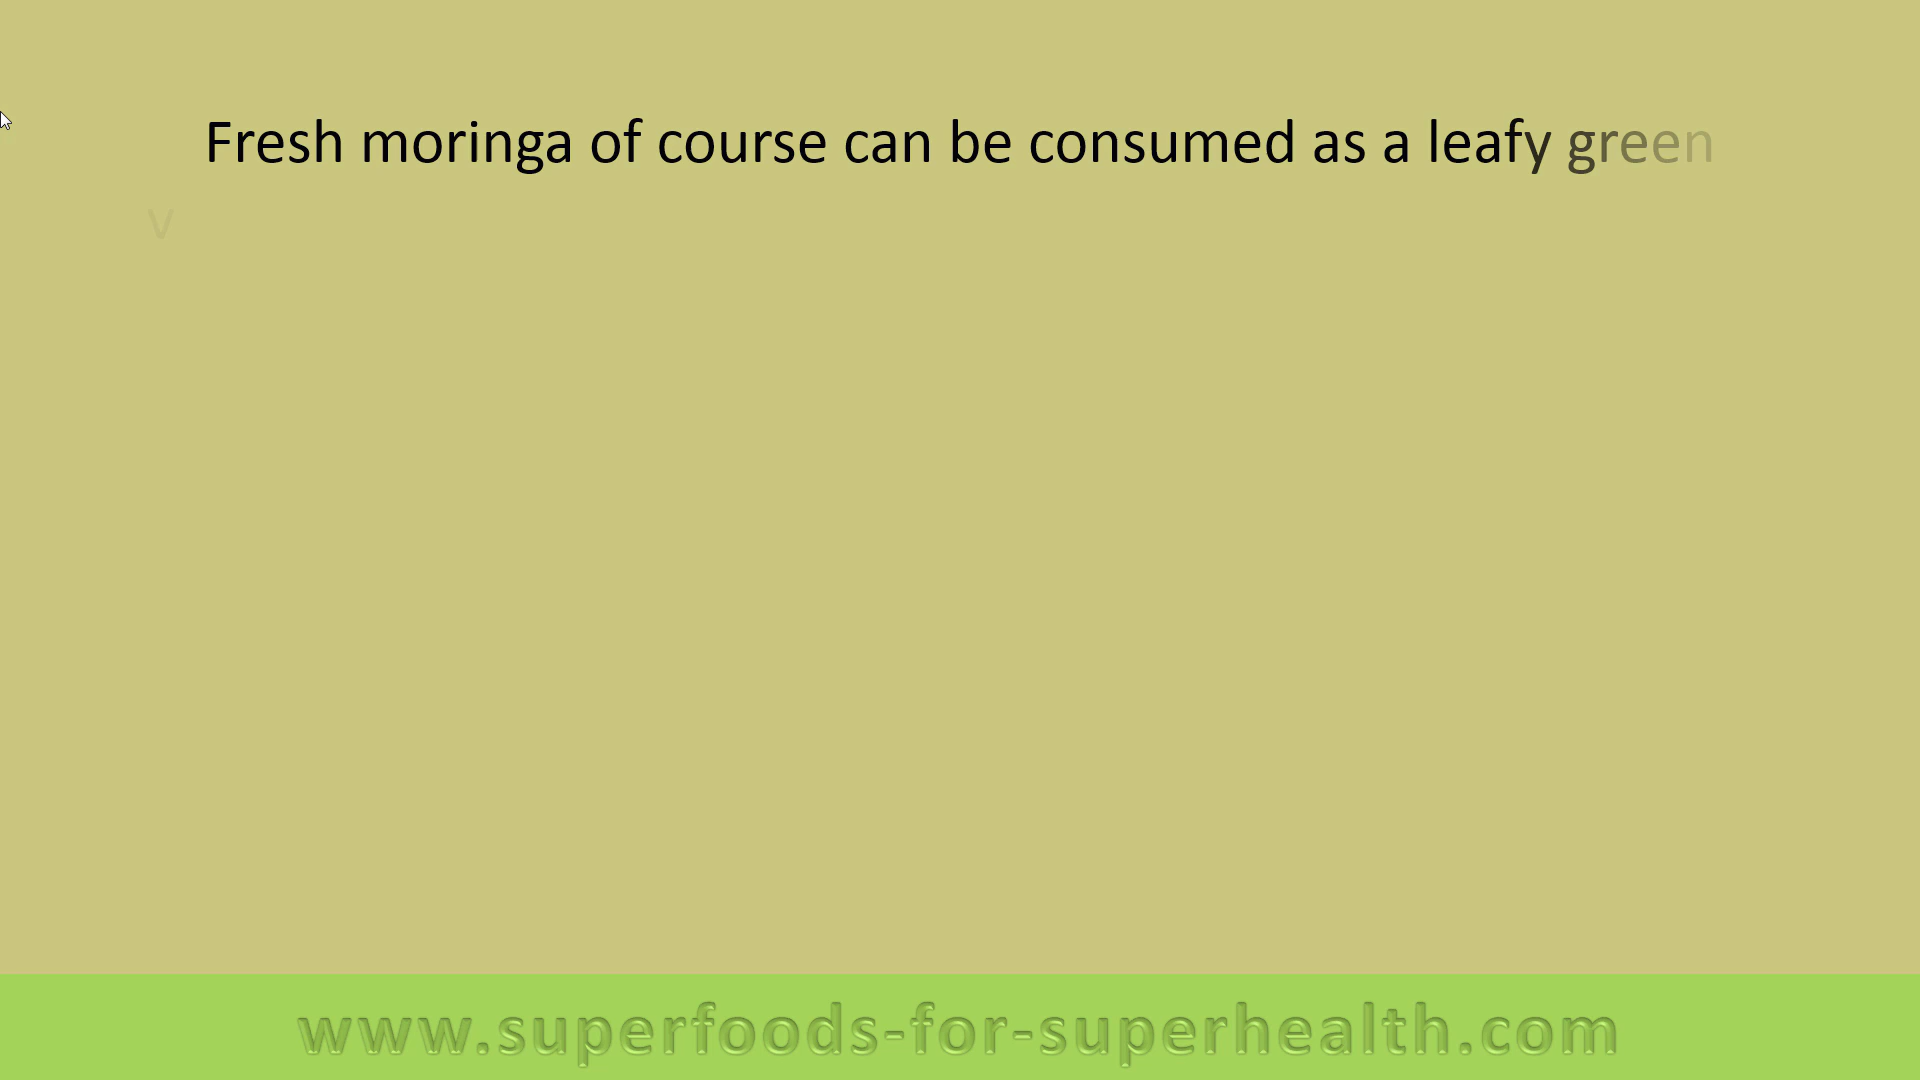 Fresh moringa of course can be consumed as a leafy green
v
www.superfoods-for-superhealth.com